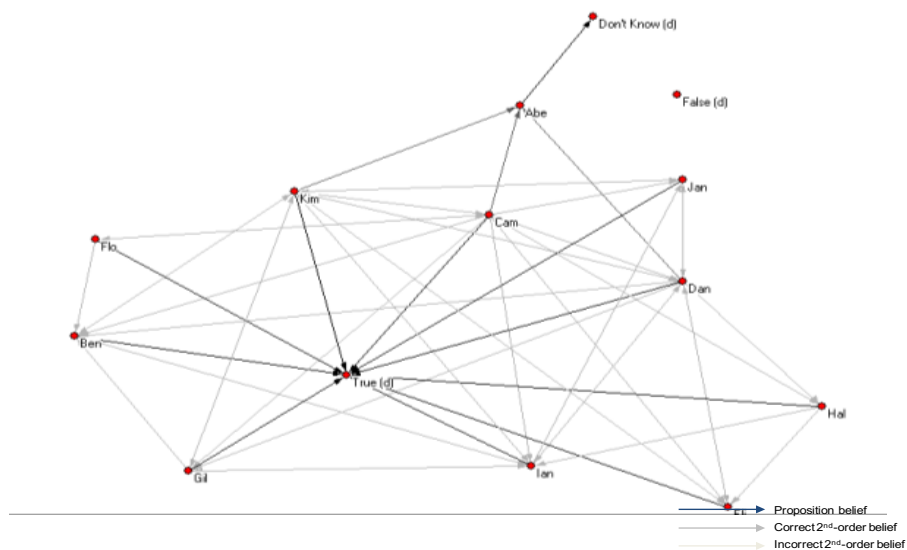 Don't Know (d)
False (d)
Abe
Jan
Kim
Cam
Flo
Dan
Ben
True (d)
Hal
Gil
Ian
Proposition belief
Correct 2nd-order belief
Incorrect 2nd-order belief